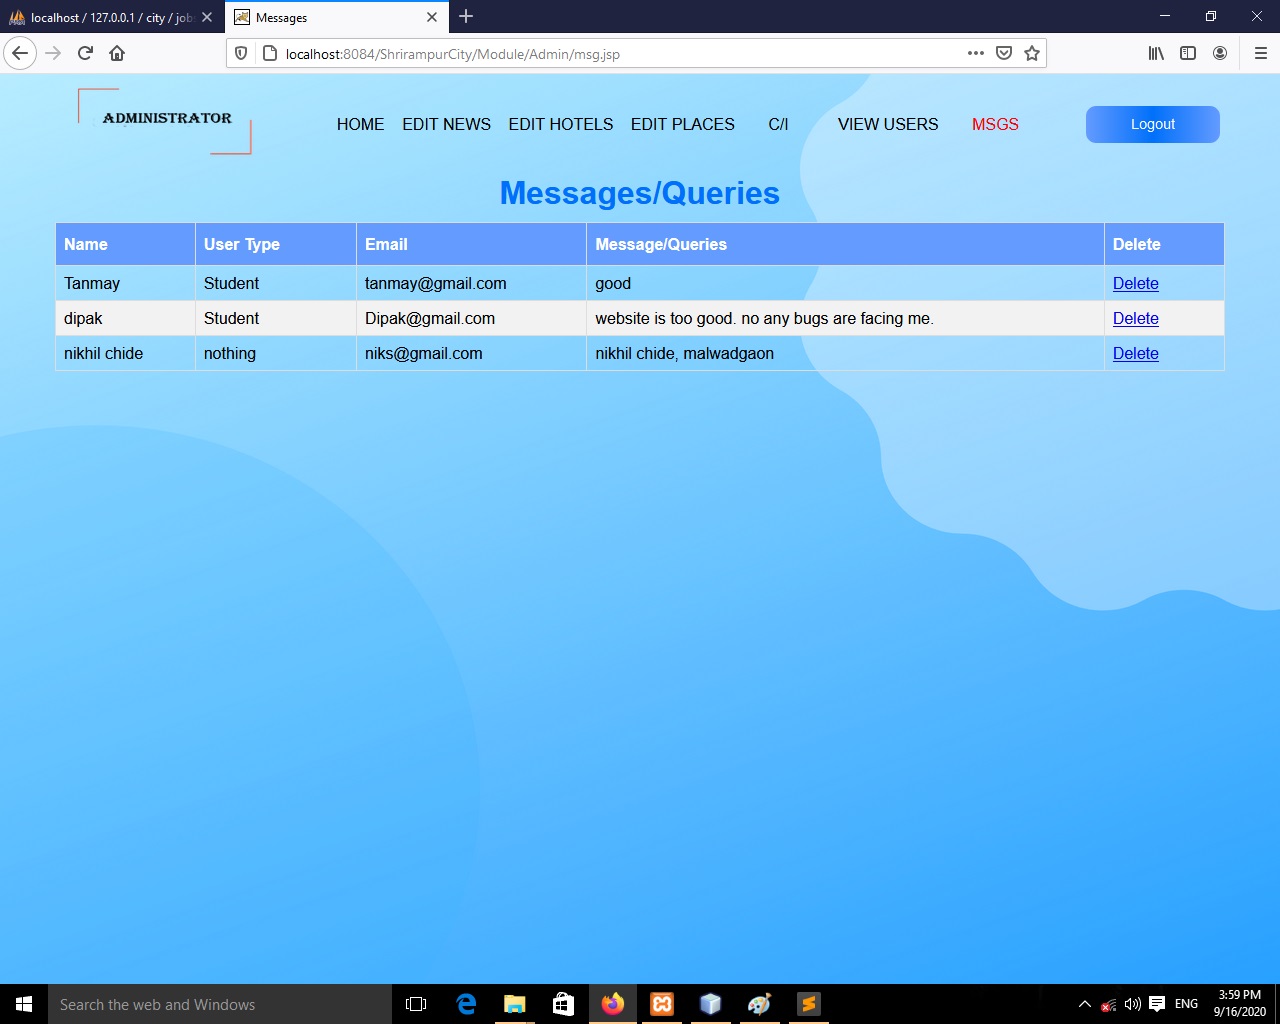 localhost / 127.0.0.1 / city / job
Messages
localhost:8084/ShrirampurCity/Module/Admin/msg.jsp
ADMINISTRATOR
HOME EDIT NEWS EDIT HOTELS EDIT PLACES C/I VIEW USERS MSGS Logout
Messages/Queries
Name User Type Email Message/Queries Delete
Tanmay Student tanmay@gmail.com good Delete
dipak Student Dipak@gmail.com website is too good. no any bugs are facing me. Delete
nikhil chide nothing niks@gmail.com nikhil chide, malwadgaon Delete
Search the web and Windows
ENG
3:59 PM
9/16/2020